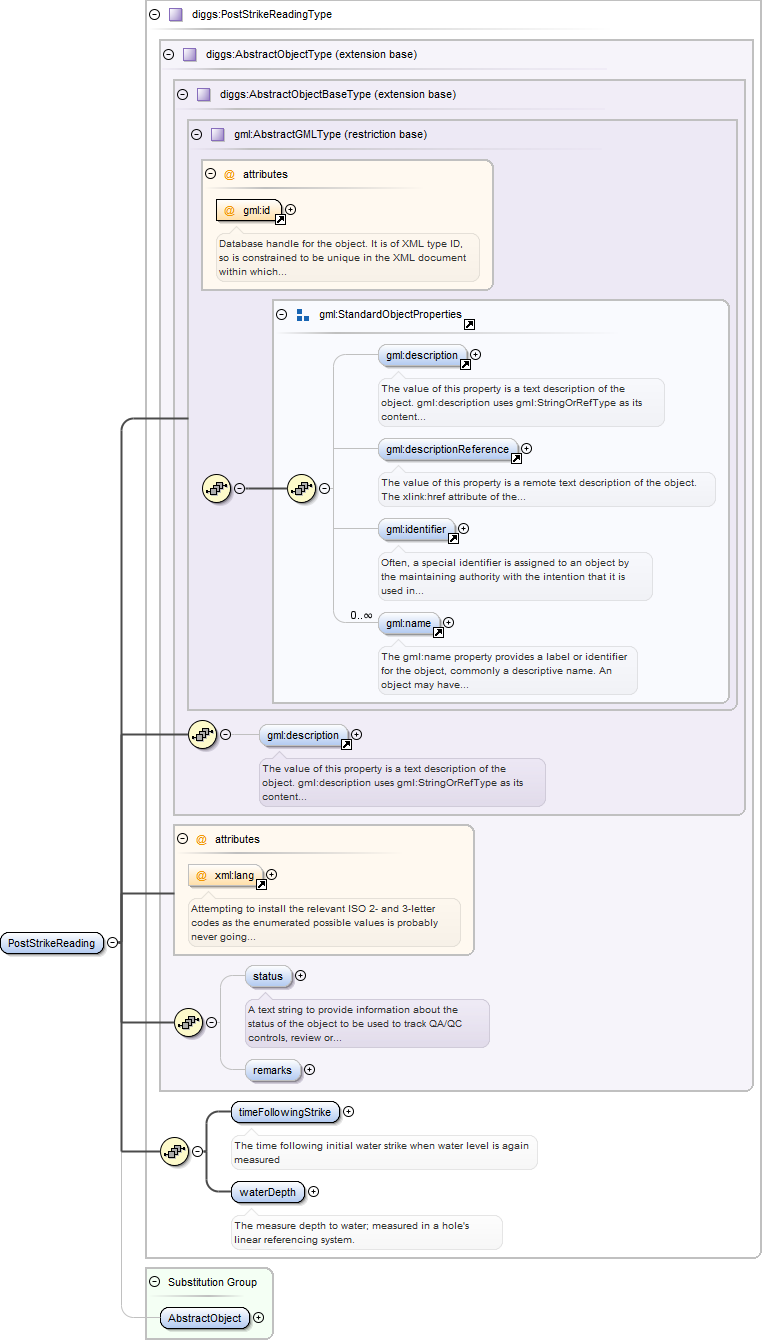 diggs:PostStrikeReadingType
diggs:AbstractObjectType (extension base)
diggs:AbstractObjectBaseType (extension base)
gml:AbstractGMLType (restriction base)
@ attributes
@ gml:id
Database handle for the object. It is of XML type ID,
so is constrained to be unique in the XML document
within which...
gml:StandardObjectProperties
gml:description
The value of this property is a text description of the
object. gml:description uses gml:StringOrRefType as its
content...
gml:descriptionReference
The value of this property is a remote text description of the object.
The xlink:href attribute of the...
gml:identifier
Often, a special identifier is assigned to an object by
the maintaining authority with the intention that it is
used in...
0..∞
gml:name
The gml:name property provides a label or identifier
for the object, commonly a descriptive name. An
object may have...
gml:description
The value of this property is a text description of the
object. gml:description uses gml:StringOrRefType as its
content...
@ attributes
@ xml:lang
Attempting to install the relevant ISO 2- and 3-letter
codes as the enumerated possible values is probably
never going...
PostStrikeReading
status
A text string to provide information about the
status of the object to be used to track QA/QC
controls, review or...
remarks
timeFollowingStrike
The time following initial water strike when water level is again
measured
waterDepth
The measure depth to water; measured in a hole's
linear referencing system.
Substitution Group
AbstractObject